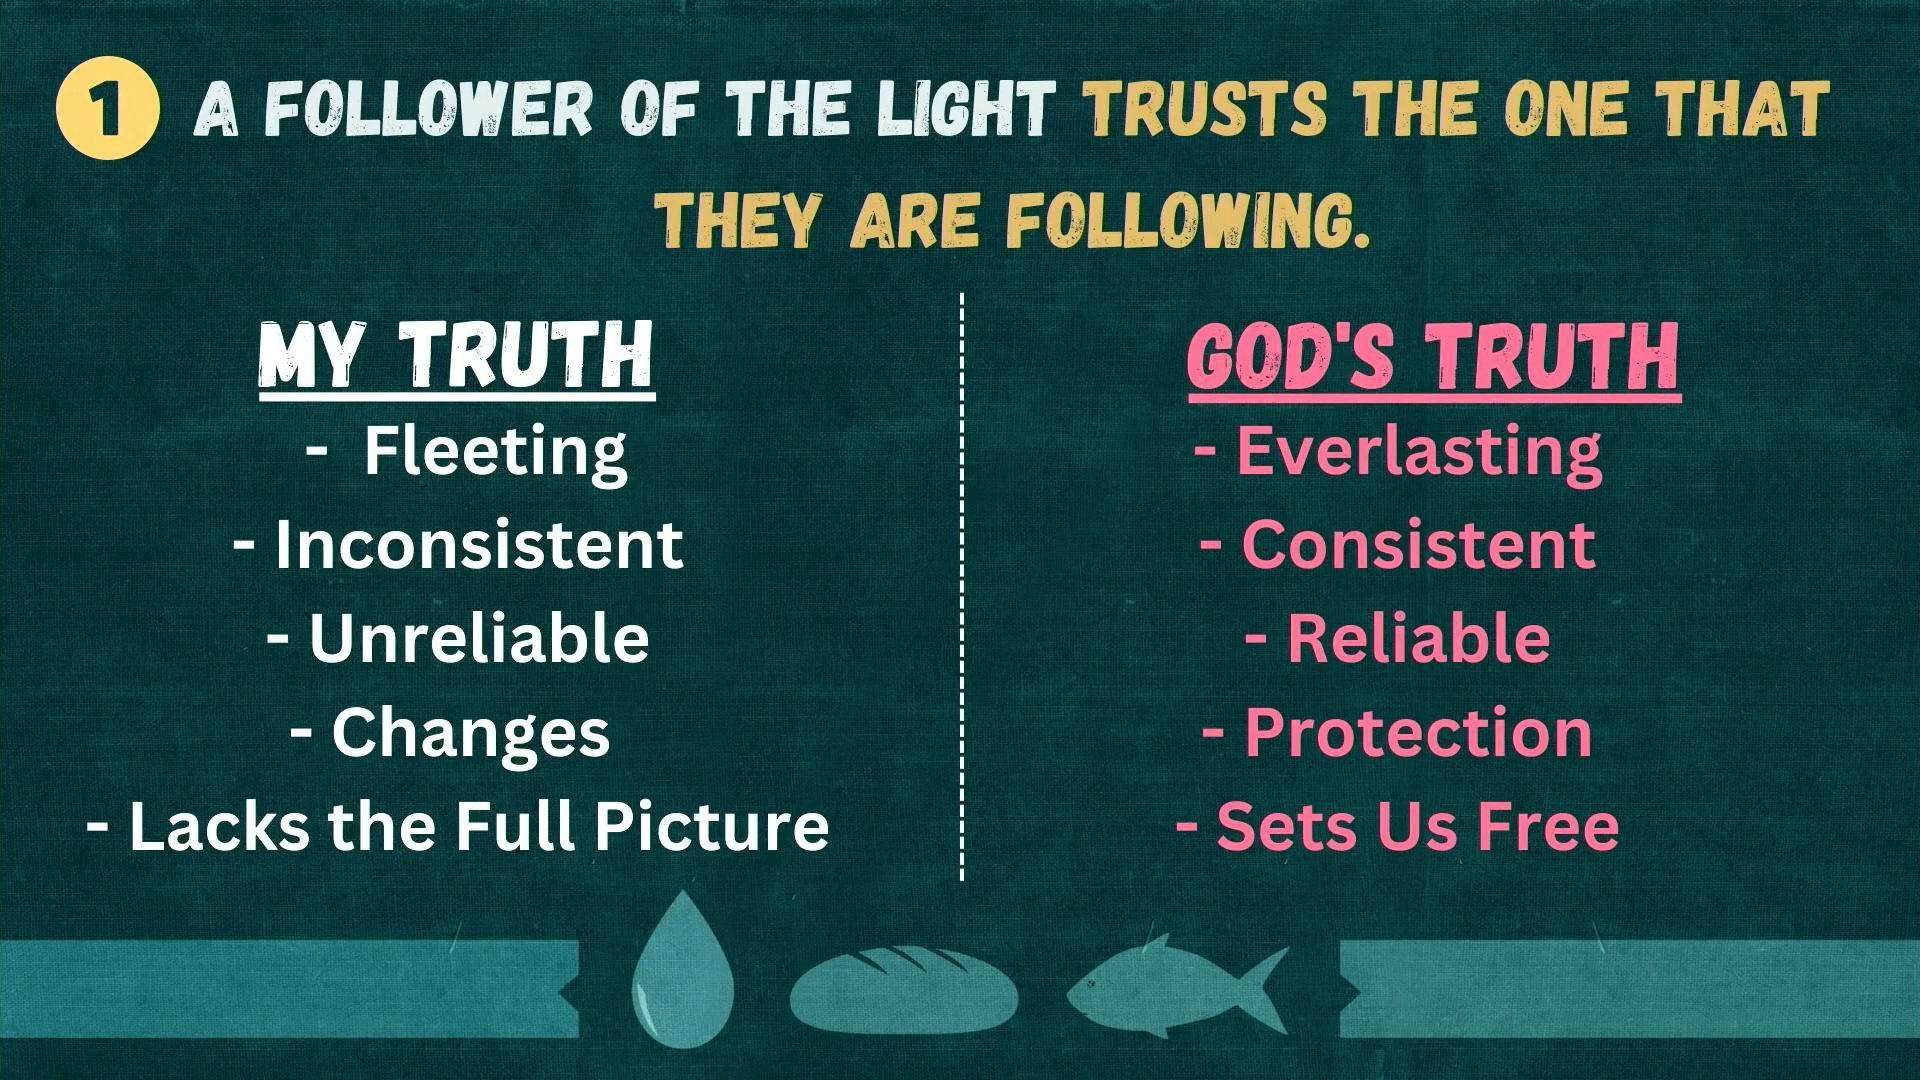 1 A FOLLOWER OF THE LIGHT TRUSTS THE ONE THAT
THEY ARE FOLLOWING.
MY TRUTH
- Fleeting
- Inconsistent
- Unreliable
- Changes
- Lacks the Full Picture
GOD'S TRUTH
- Everlasting
- Consistent
- Reliable
- Protection
- Sets Us Free